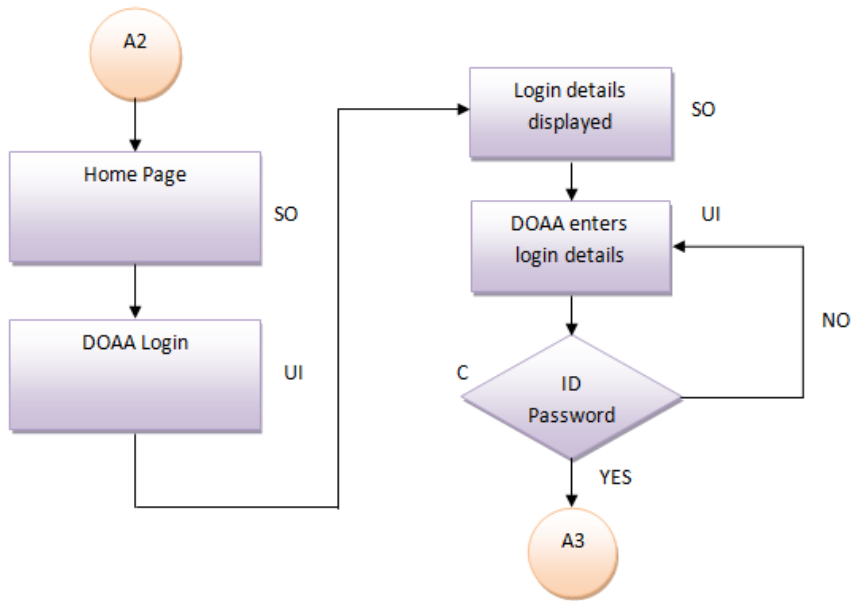 A2
Home Page
SO
DOAA Login
UI
Login details
displayed
SO
DOAA enters
login details
UI
NO
C
ID
Password
YES
A3